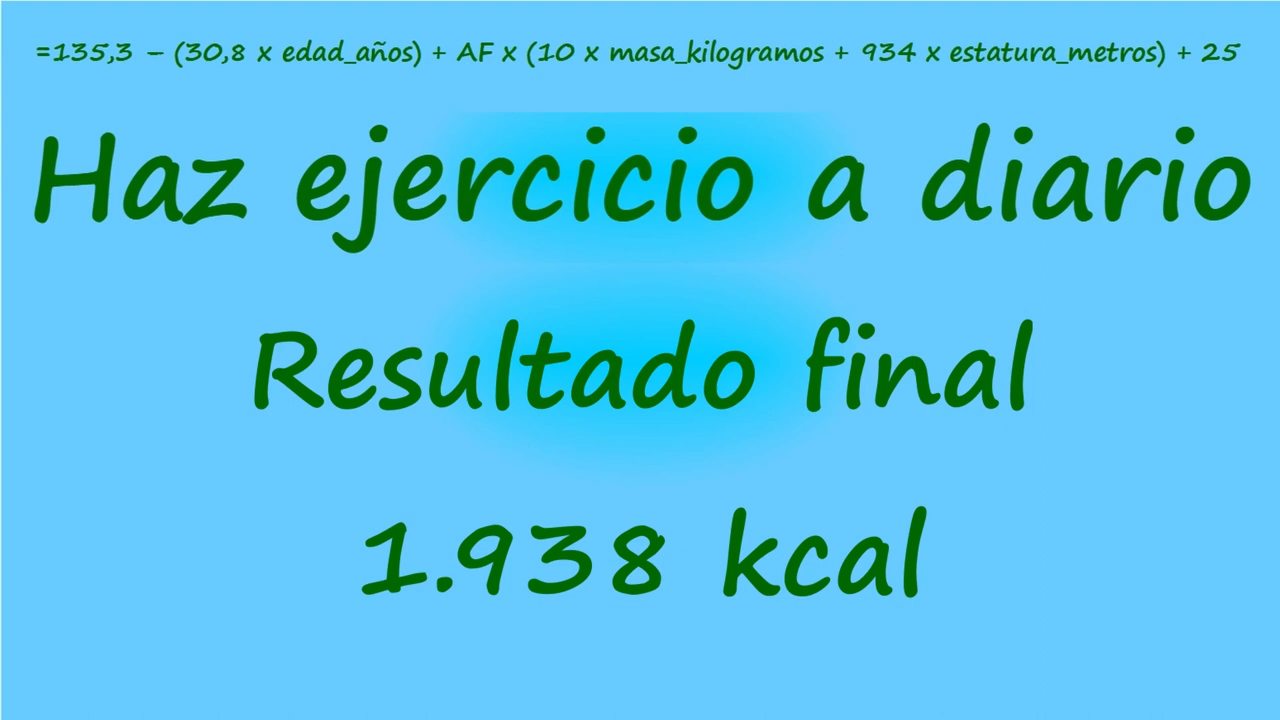 =135,3 – (30,8 x edad_años) + AF x (10 x masa_kilogramos + 934 x estatura_metros) + 25
Haz ejercicio a diario
Resultado final
1.938 kcal